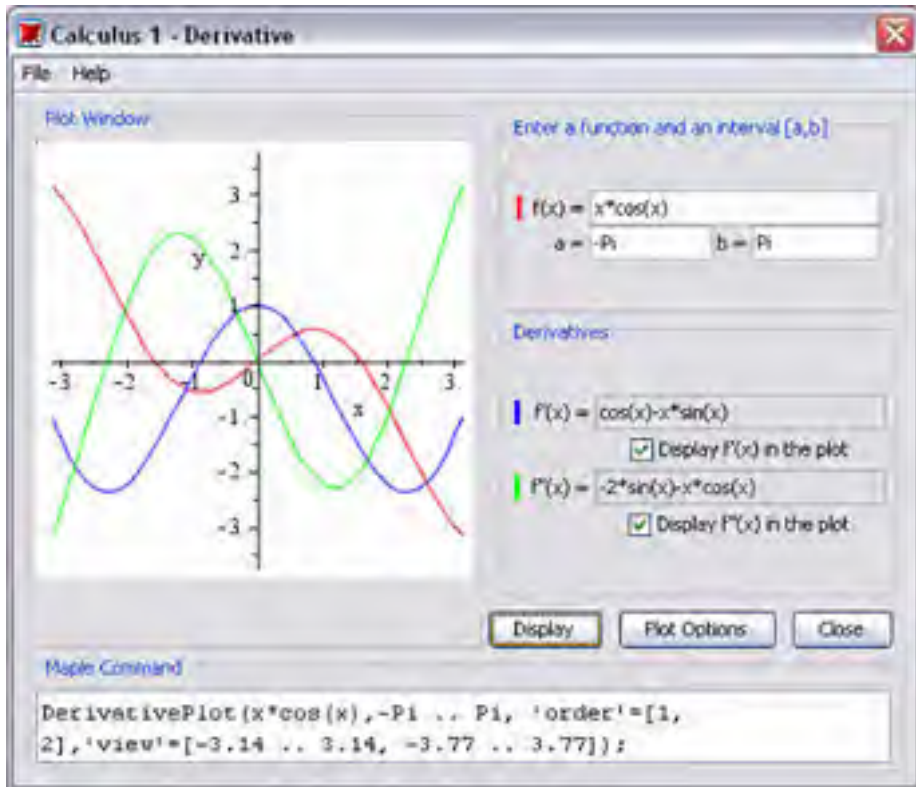 Calculus 1 - Derivative
File Help
Plot Window
3
2
y
1
-3 -2 -1 0 1 2 3
x
-1
-2
-3
Enter a function and an interval [a,b]
f(x) = x*cos(x)
a = -Pi b = Pi
Derivatives
f'(x) = cos(x)-x*sin(x)
Display f'(x) in the plot
f''(x) = -2*sin(x)-x*cos(x)
Display f''(x) in the plot
Display Plot Options Close
Maple Command
DerivativePlot(x*cos(x),-Pi .. Pi, 'order'=[1,
2],'view'=[-3.14 .. 3.14, -3.77 .. 3.77]);